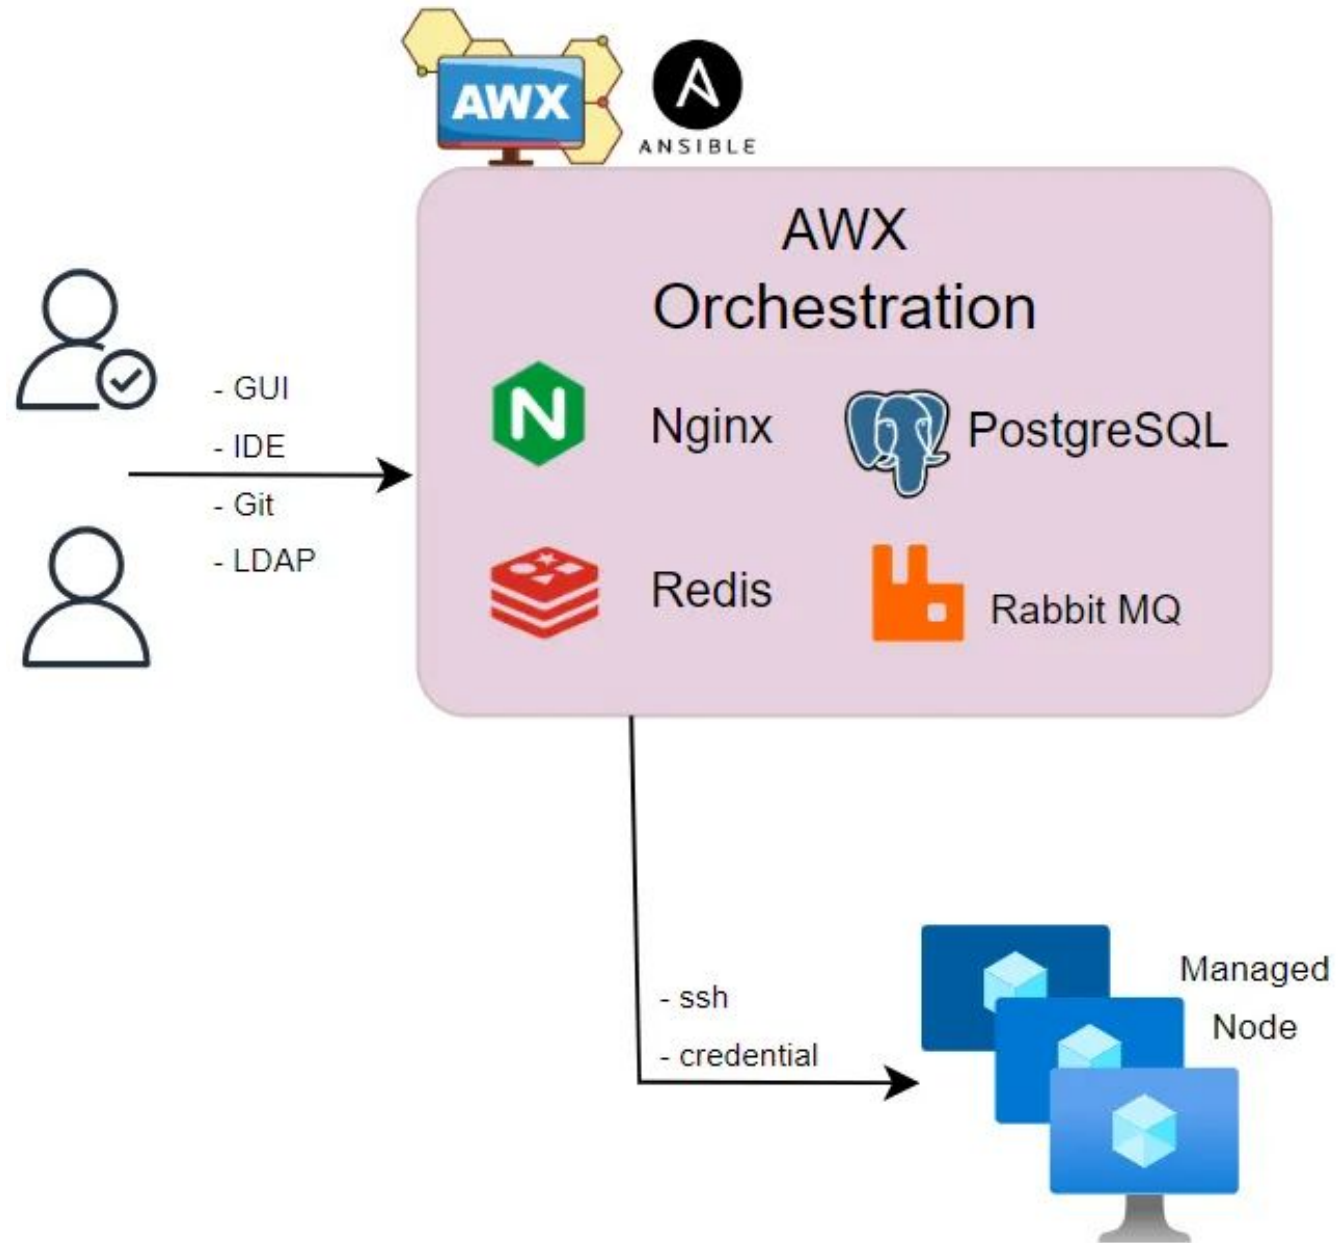 AWX
ANSIBLE
AWX
Orchestration
Nginx
PostgreSQL
Redis
Rabbit MQ
- GUI
- IDE
- Git
- LDAP
- ssh
- credential
Managed
Node